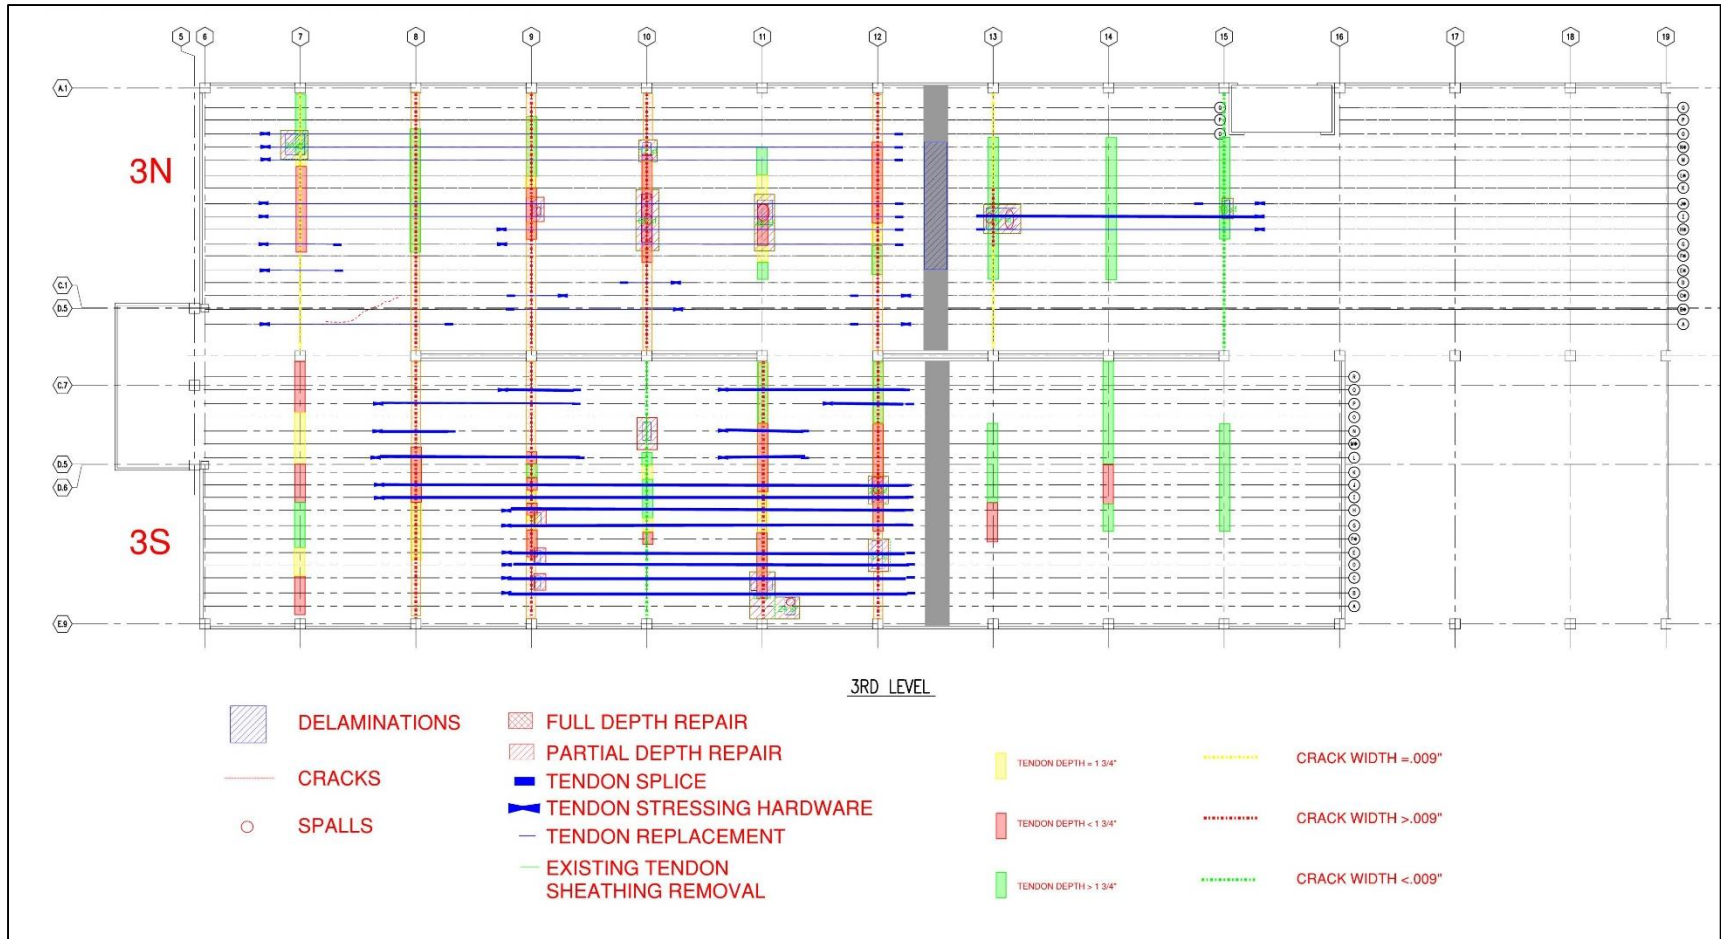 5 6 7 8 9 10 11 12 13 14 15 16 17 18 19
A.1
3N
C.1
D.5
C.7
D.5
D.6
3S
E.9
3RD LEVEL
DELAMINATIONS
CRACKS
SPALLS
FULL DEPTH REPAIR
PARTIAL DEPTH REPAIR
TENDON SPLICE
TENDON STRESSING HARDWARE
TENDON REPLACEMENT
EXISTING TENDON
SHEATHING REMOVAL
TENDON DEPTH = 1 3/4"
TENDON DEPTH < 1 3/4"
TENDON DEPTH > 1 3/4"
CRACK WIDTH =.009"
CRACK WIDTH >.009"
CRACK WIDTH <.009"